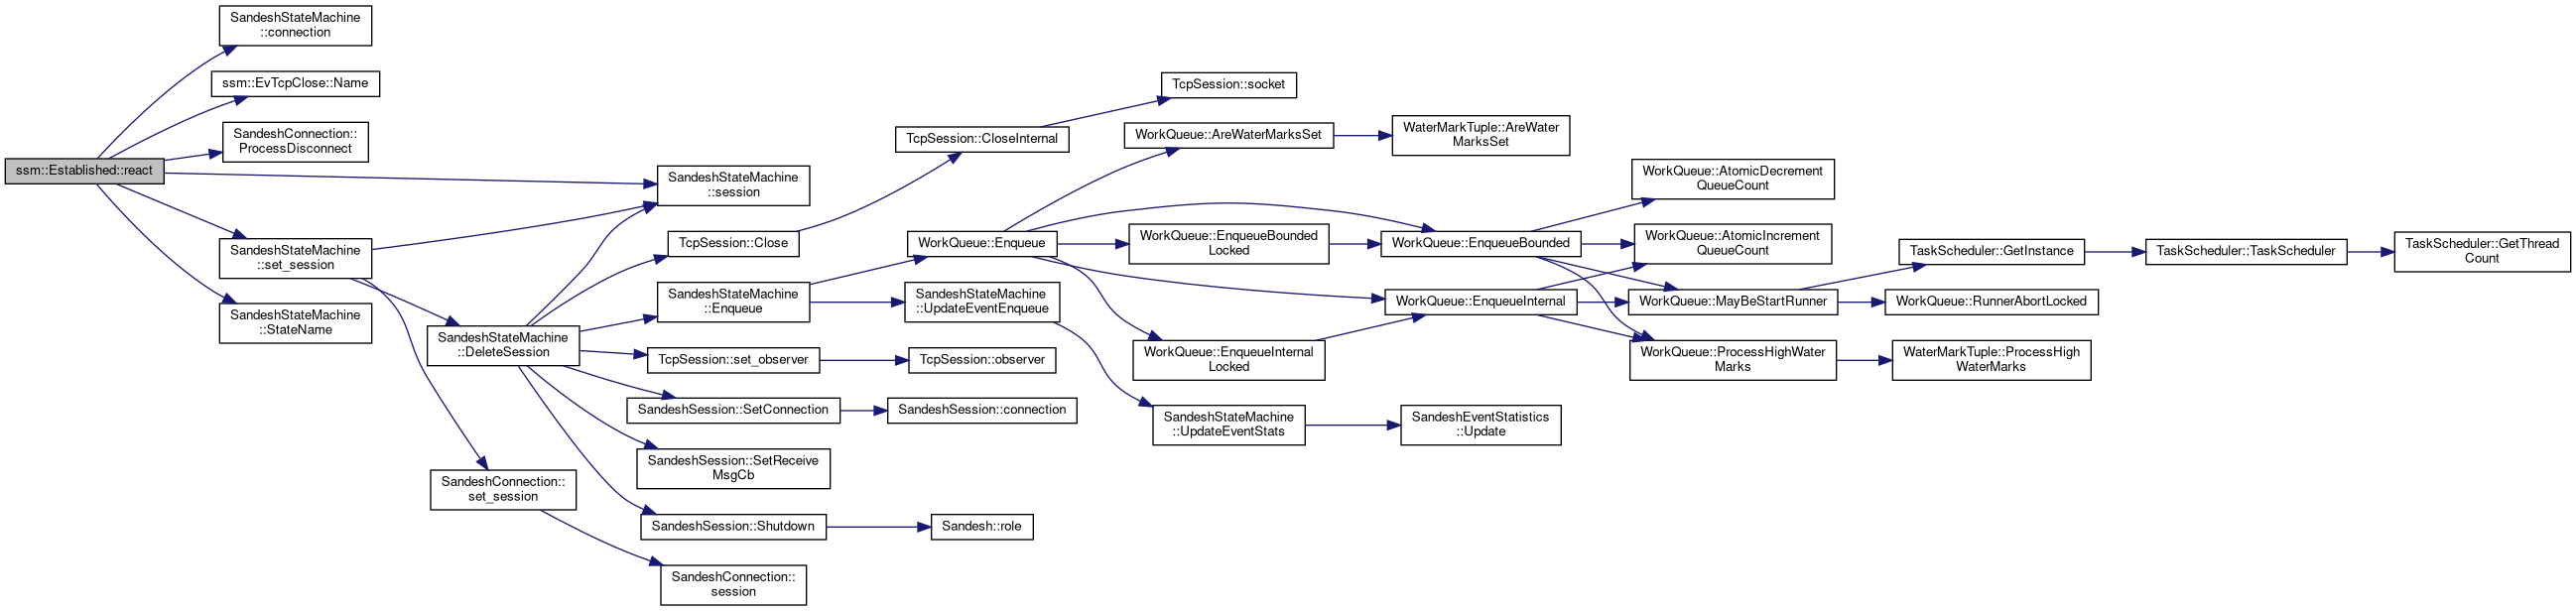 SandeshStateMachine
::connection
ssm::EvTcpClose::Name
SandeshConnection::
ProcessDisconnect
ssm::Established::react
SandeshStateMachine
::set_session
SandeshStateMachine
::StateName
SandeshStateMachine
::DeleteSession
SandeshConnection::
set_session
SandeshStateMachine
::session
TcpSession::Close
SandeshStateMachine
::Enqueue
TcpSession::set_observer
SandeshSession::SetConnection
SandeshSession::SetReceive
MsgCb
SandeshSession::Shutdown
SandeshConnection::
session
TcpSession::CloseInternal
WorkQueue::Enqueue
SandeshStateMachine
::UpdateEventEnqueue
TcpSession::observer
SandeshSession::connection
Sandesh::role
TcpSession::socket
WorkQueue::AreWaterMarksSet
WorkQueue::EnqueueBounded
Locked
WorkQueue::EnqueueInternal
Locked
SandeshStateMachine
::UpdateEventStats
WaterMarkTuple::AreWater
MarksSet
WorkQueue::EnqueueBounded
WorkQueue::EnqueueInternal
SandeshEventStatistics
::Update
WorkQueue::AtomicDecrement
QueueCount
WorkQueue::AtomicIncrement
QueueCount
WorkQueue::MayBeStartRunner
WorkQueue::ProcessHighWater
Marks
TaskScheduler::GetInstance
WorkQueue::RunnerAbortLocked
WaterMarkTuple::ProcessHigh
WaterMarks
TaskScheduler::TaskScheduler
TaskScheduler::GetThread
Count